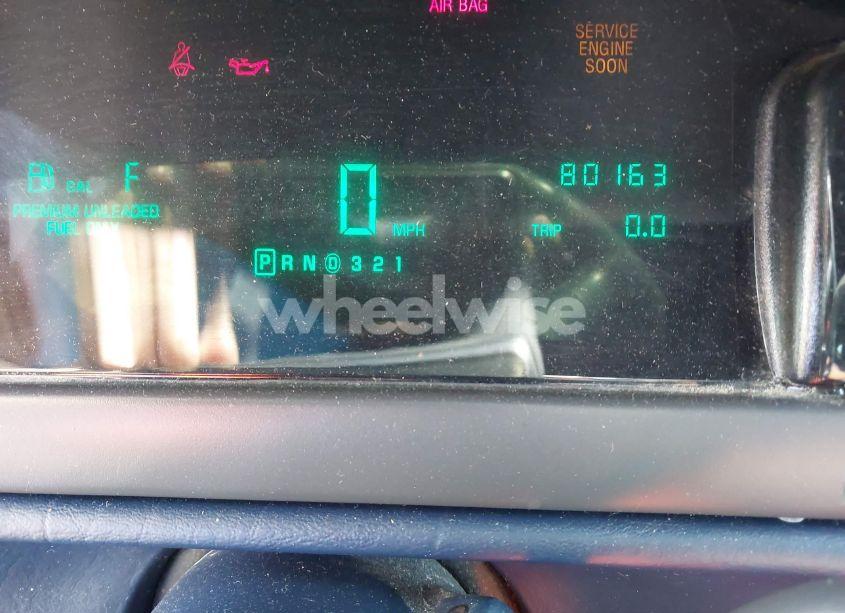 AIR BAG
SERVICE
ENGINE
SOON
GAL F
PREMIUM UNLEADED
FUEL ONLY
0 MPH
80163
TRIP 0.0
P R N D 3 2 1
wheelwise